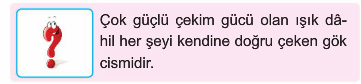 Çok güçlü çekim gücü olan ışık dâ-
hil her şeyi kendine doğru çeken gök
cismidir.